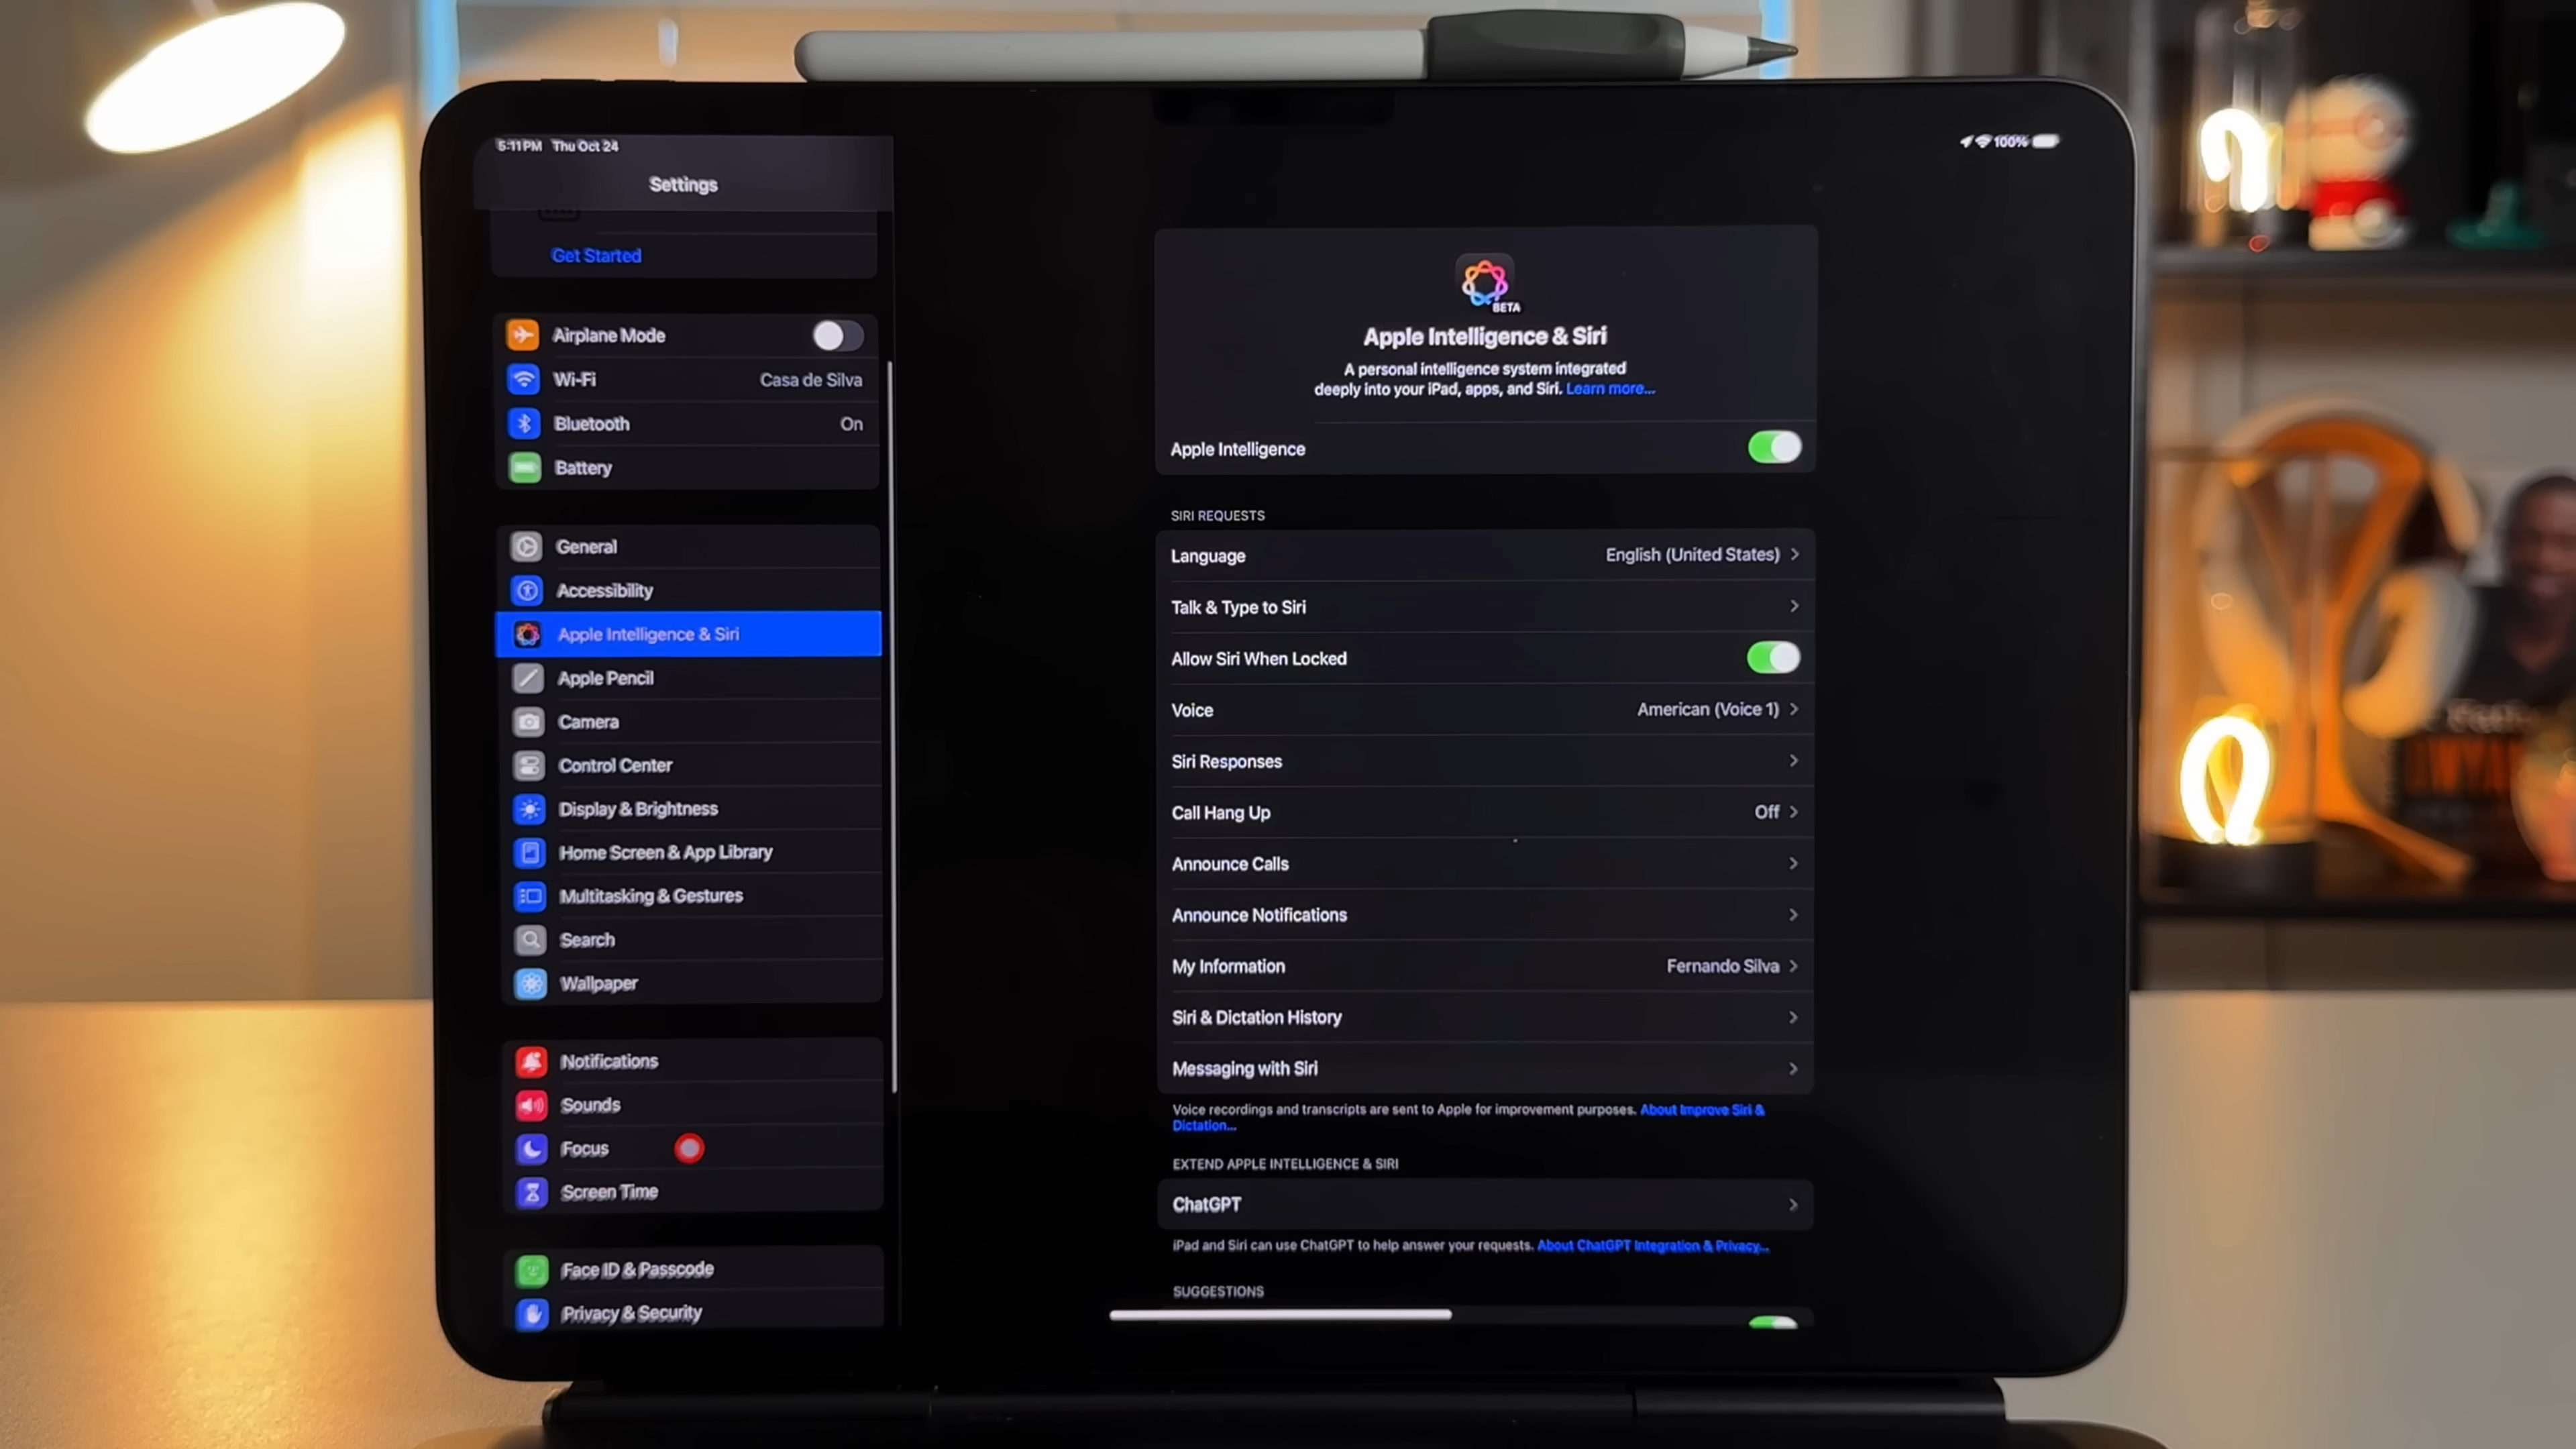 5:11 PM Thu Oct 24
100%
Settings
Get Started
Airplane Mode
Wi-Fi Casa de Silva
Bluetooth On
Battery
General
Accessibility
Apple Intelligence & Siri
Apple Pencil
Camera
Control Center
Display & Brightness
Home Screen & App Library
Multitasking & Gestures
Search
Wallpaper
Notifications
Sounds
Focus
Screen Time
Face ID & Passcode
Privacy & Security
BETA
Apple Intelligence & Siri
A personal intelligence system integrated
deeply into your iPad, apps, and Siri. Learn more...
Apple Intelligence
SIRI REQUESTS
Language English (United States)
Talk & Type to Siri
Allow Siri When Locked
Voice American (Voice 1)
Siri Responses
Call Hang Up Off
Announce Calls
Announce Notifications
My Information Fernando Silva
Siri & Dictation History
Messaging with Siri
Voice recordings and transcripts are sent to Apple for improvement purposes. About Improve Siri &
Dictation...
EXTEND APPLE INTELLIGENCE & SIRI
ChatGPT
iPad and Siri can use ChatGPT to help answer your requests. About ChatGPT Integration & Privacy...
SUGGESTIONS